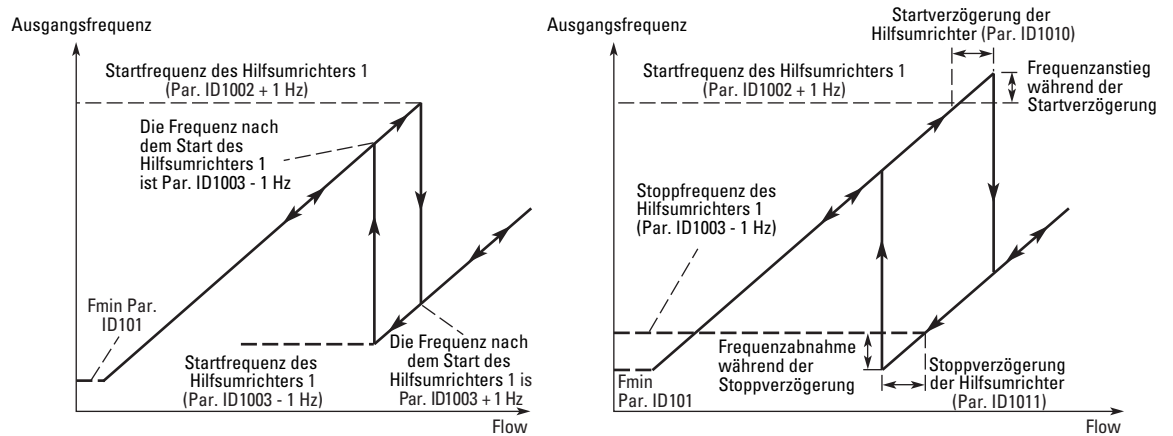 Ausgangsfrequenz
Startfrequenz des Hilfsumrichters 1
(Par. ID1002 + 1 Hz)
Die Frequenz nach
dem Start des
Hilfsumrichters 1
ist Par. ID1003 - 1 Hz
Fmin Par.
ID101
Startfrequenz des
Hilfsumrichters 1
(Par. ID1003 - 1 Hz)
Die Frequenz nach
dem Start des
Hilfsumrichters 1 is
Par. ID1003 + 1 Hz
Flow
Ausgangsfrequenz
Startverzögerung der
Hilfsumrichter (Par. ID1010)
Startfrequenz des Hilfsumrichters 1
(Par. ID1002 + 1 Hz)
Frequenzanstieg
während der
Startverzögerung
Stoppfrequenz des
Hilfsumrichters 1
(Par. ID1003 - 1 Hz)
Fmin
Par. ID101
Frequenzabnahme
während der
Stoppverzögerung
Stoppverzögerung
der Hilfsumrichter
(Par. ID1011)
Flow